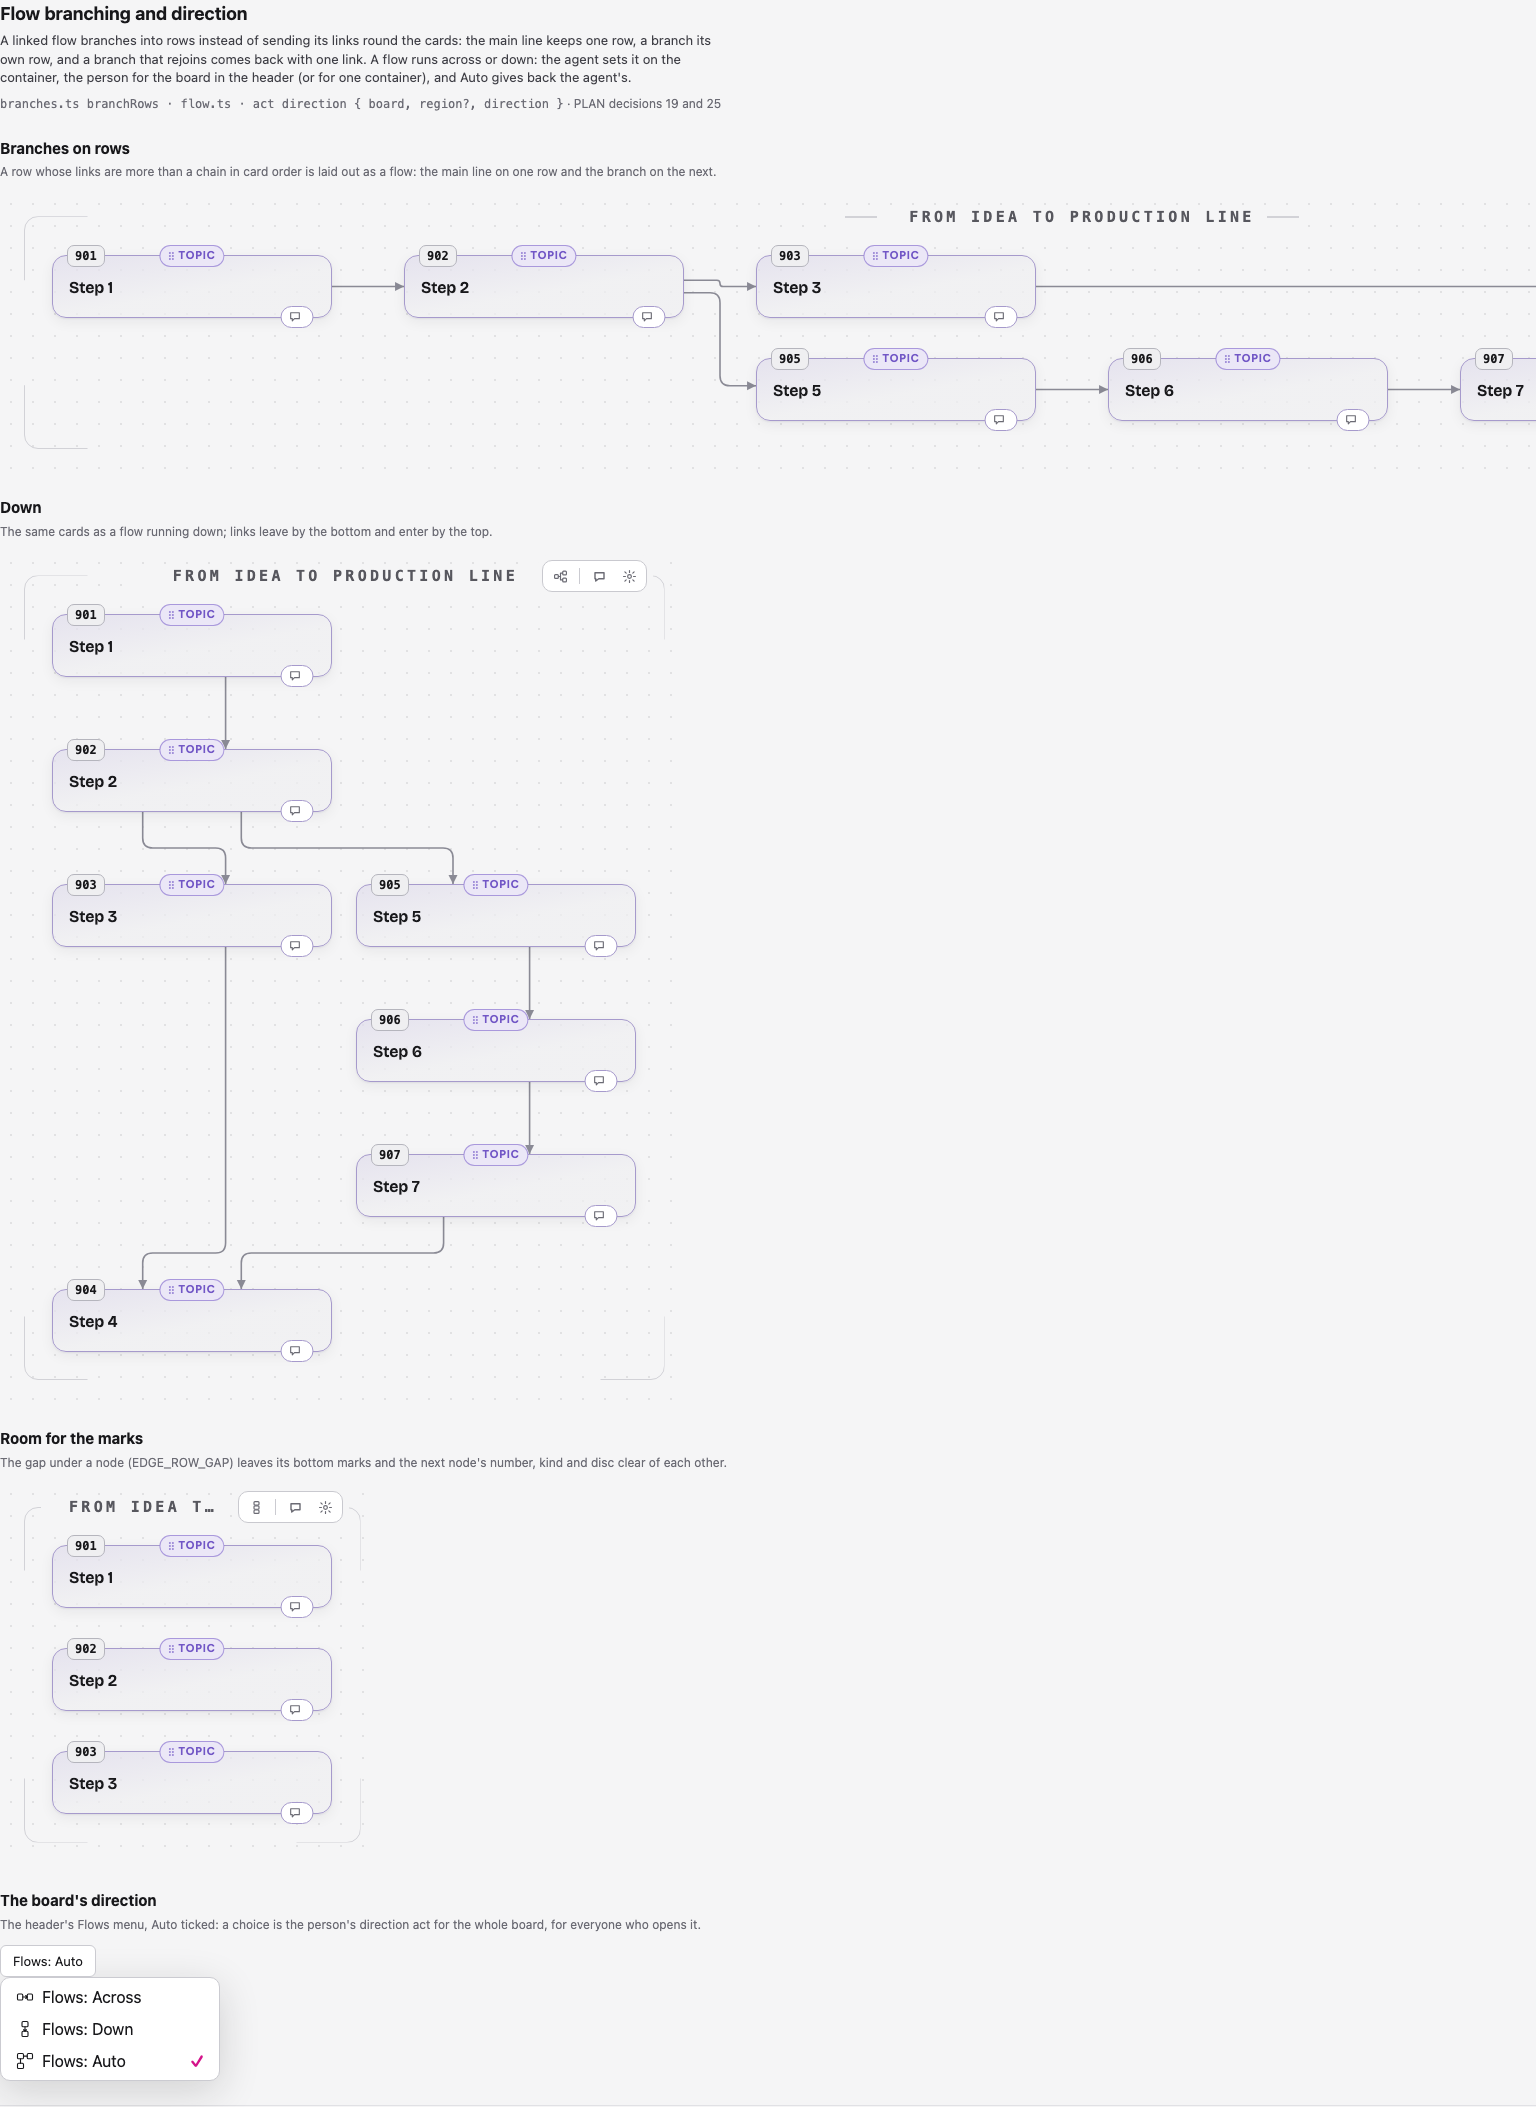 Flow branching and direction
A linked flow branches into rows instead of sending its links round the cards: the main line keeps one row, a branch its
own row, and a branch that rejoins comes back with one link. A flow runs across or down: the agent sets it on the
container, the person for the board in the header (or for one container), and Auto gives back the agent's.
branches.ts branchRows · flow.ts · act direction { board, region?, direction } · PLAN decisions 19 and 25
Branches on rows
A row whose links are more than a chain in card order is laid out as a flow: the main line on one row and the branch on the next.
FROM IDEA TO PRODUCTION LINE
901 TOPIC 902 TOPIC 903 TOPIC
Step 1 Step 2 Step 3
905 TOPIC 906 TOPIC 907
Step 5 Step 6 Step 7
Down
The same cards as a flow running down; links leave by the bottom and enter by the top.
FROM IDEA TO PRODUCTION LINE
901 TOPIC
Step 1
902 TOPIC
Step 2
903 TOPIC 905 TOPIC
Step 3 Step 5
906 TOPIC
Step 6
907 TOPIC
Step 7
904 TOPIC
Step 4
Room for the marks
The gap under a node (EDGE_ROW_GAP) leaves its bottom marks and the next node's number, kind and disc clear of each other.
FROM IDEA T…
901 TOPIC
Step 1
902 TOPIC
Step 2
903 TOPIC
Step 3
The board's direction
The header's Flows menu, Auto ticked: a choice is the person's direction act for the whole board, for everyone who opens it.
Flows: Auto
Flows: Across
Flows: Down
Flows: Auto